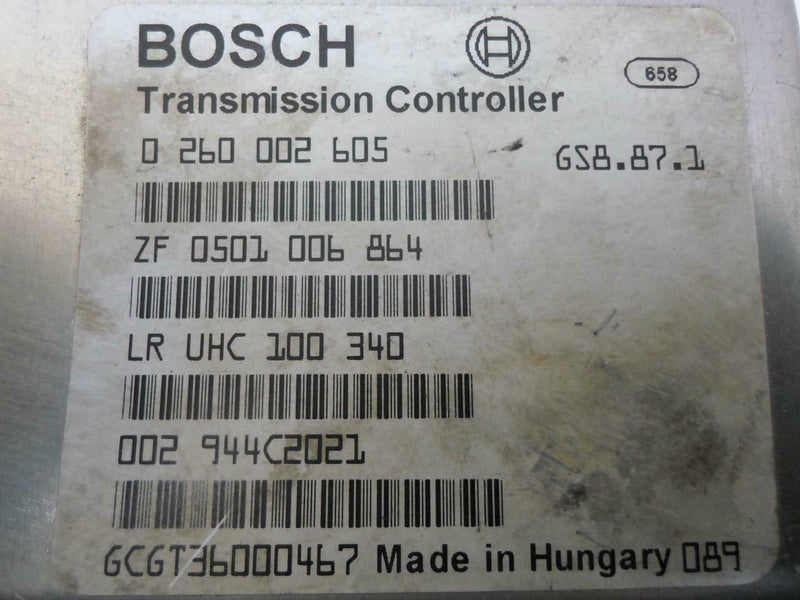 BOSCH
658
Transmission Controller
0 260 002 605
GS8.87.1
ZF 0501 006 864
LR UHC 100 340
002 944C2021
GCGT36000467 Made in Hungary 089